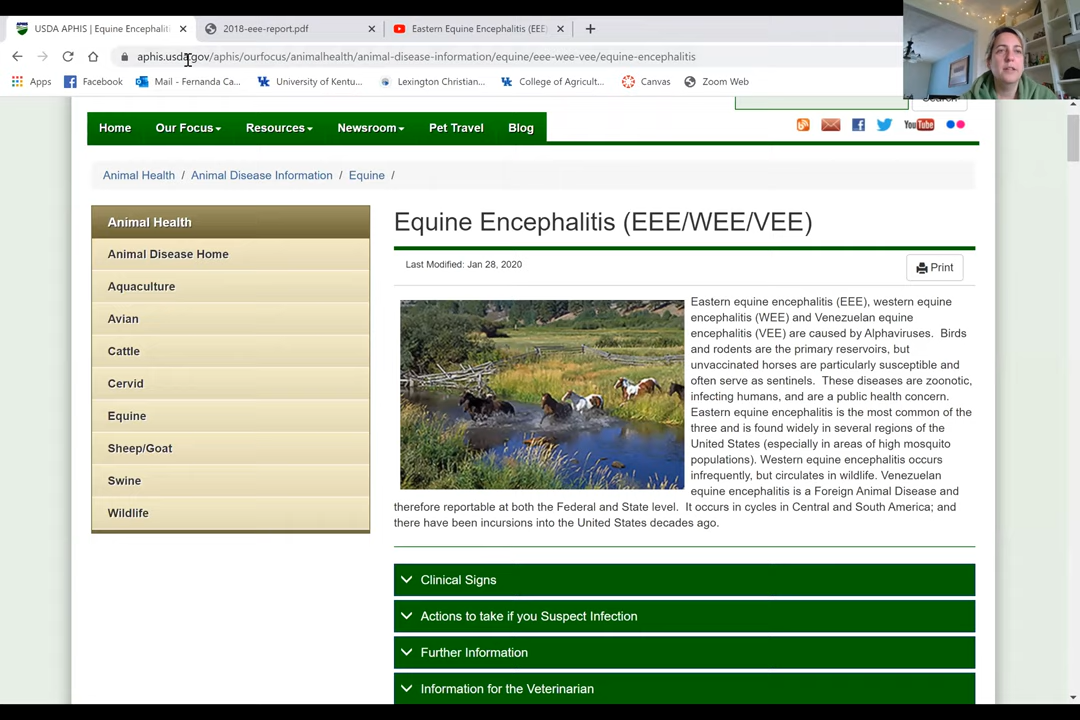 USDA APHIS | Equine Encephaliti
2018-eee-report.pdf
Eastern Equine Encephalitis (EEE)
aphis.usda.gov/aphis/ourfocus/animalhealth/animal-disease-information/equine/eee-wee-vee/equine-encephalitis
Apps
Facebook
Mail - Fernanda Ca...
University of Kentu...
Lexington Christian...
College of Agricult...
Canvas
Zoom Web
Search
Home
Our Focus
Resources
Newsroom
Pet Travel
Blog
You Tube
Animal Health / Animal Disease Information / Equine /
Animal Health
Animal Disease Home
Aquaculture
Avian
Cattle
Cervid
Equine
Sheep/Goat
Swine
Wildlife
Equine Encephalitis (EEE/WEE/VEE)
Last Modified: Jan 28, 2020
Print
Eastern equine encephalitis (EEE), western equine
encephalitis (WEE) and Venezuelan equine
encephalitis (VEE) are caused by Alphaviruses. Birds
and rodents are the primary reservoirs, but
unvaccinated horses are particularly susceptible and
often serve as sentinels. These diseases are zoonotic,
infecting humans, and are a public health concern.
Eastern equine encephalitis is the most common of the
three and is found widely in several regions of the
United States (especially in areas of high mosquito
populations). Western equine encephalitis occurs
infrequently, but circulates in wildlife. Venezuelan
equine encephalitis is a Foreign Animal Disease and
therefore reportable at both the Federal and State level. It occurs in cycles in Central and South America; and
there have been incursions into the United States decades ago.
Clinical Signs
Actions to take if you Suspect Infection
Further Information
Information for the Veterinarian